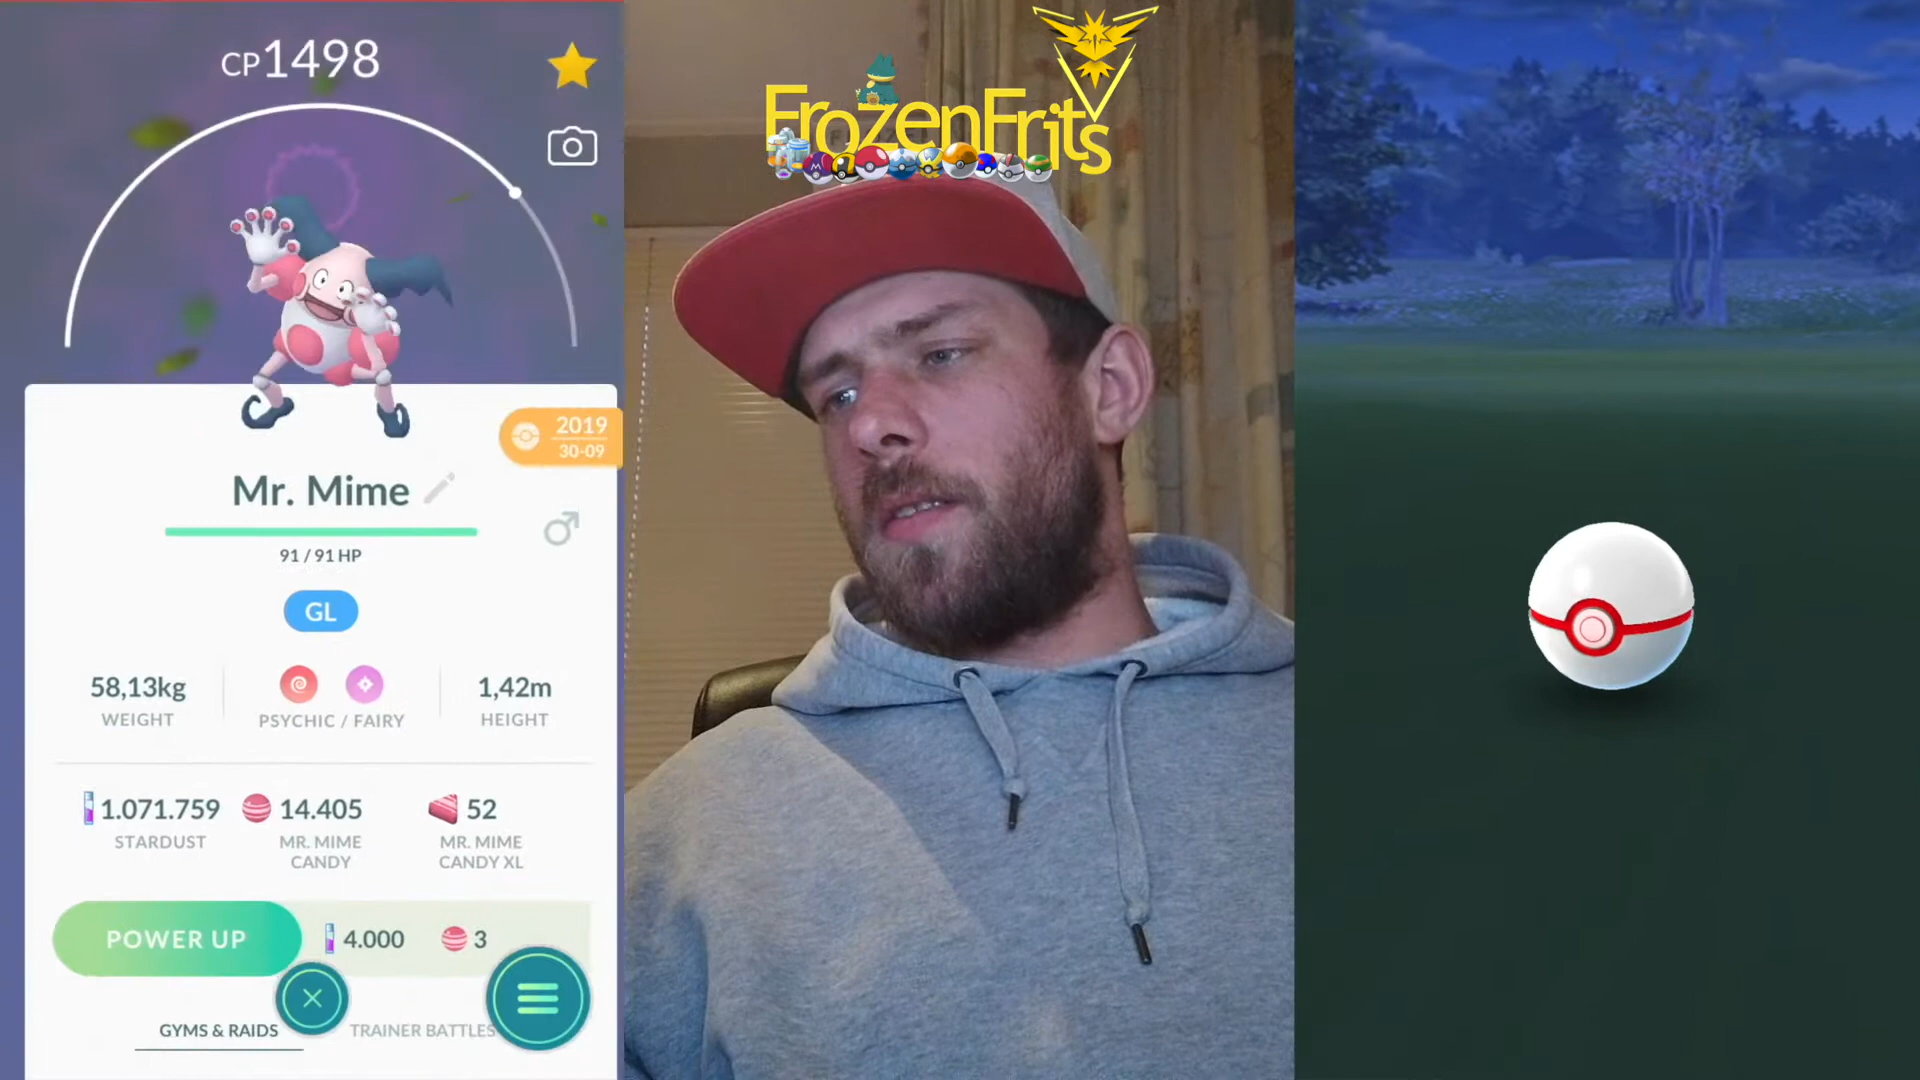 CP1498
2019
30-09
Mr. Mime
91 / 91 HP
GL
58,13kg
WEIGHT
PSYCHIC / FAIRY
1,42m
HEIGHT
1.071.759
STARDUST
14.405
MR. MIME
CANDY
52
MR. MIME
CANDY XL
POWER UP
4.000
3
GYMS & RAIDS
TRAINER BATTLES
FrozenFrits